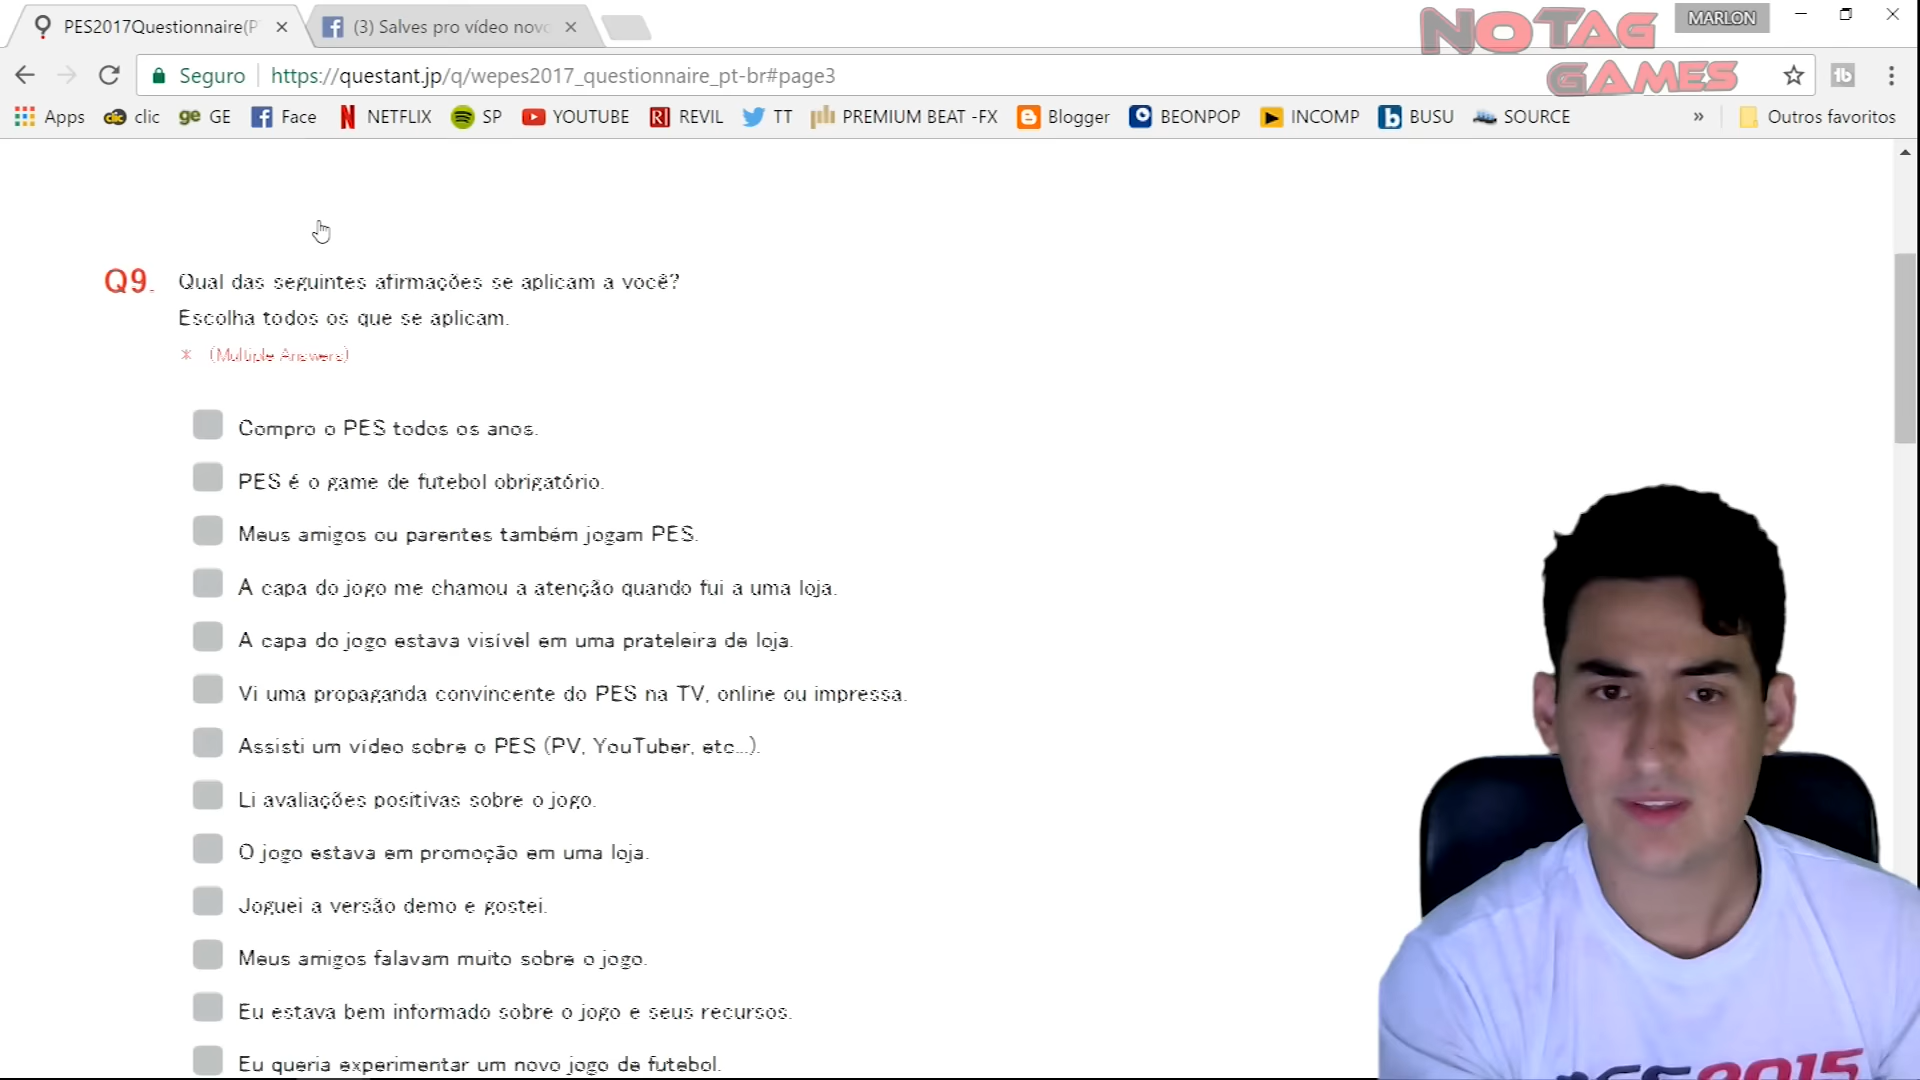 PES2017Questionnaire(P
(3) Salves pro vídeo novo
NOTAG
GAMES
MARLON
Seguro
https://questant.jp/q/wepes2017_questionnaire_pt-br#page3
Apps
clic
GE
Face
NETFLIX
SP
YOUTUBE
REVIL
TT
PREMIUM BEAT -FX
Blogger
BEONPOP
INCOMP
BUSU
SOURCE
»
Outros favoritos
Q9. Qual das seguintes afirmações se aplicam a você?
Escolha todos os que se aplicam.
* (Multiple Answers)
Compro o PES todos os anos.
PES é o game de futebol obrigatório.
Meus amigos ou parentes também jogam PES.
A capa do jogo me chamou a atenção quando fui a uma loja.
A capa do jogo estava visível em uma prateleira de loja.
Vi uma propaganda convincente do PES na TV, online ou impressa.
Assisti um vídeo sobre o PES (PV, YouTuber, etc...).
Li avaliações positivas sobre o jogo.
O jogo estava em promoção em uma loja.
Joguei a versão demo e gostei.
Meus amigos falavam muito sobre o jogo.
Eu estava bem informado sobre o jogo e seus recursos.
Eu queria experimentar um novo jogo de futebol.
PES2015